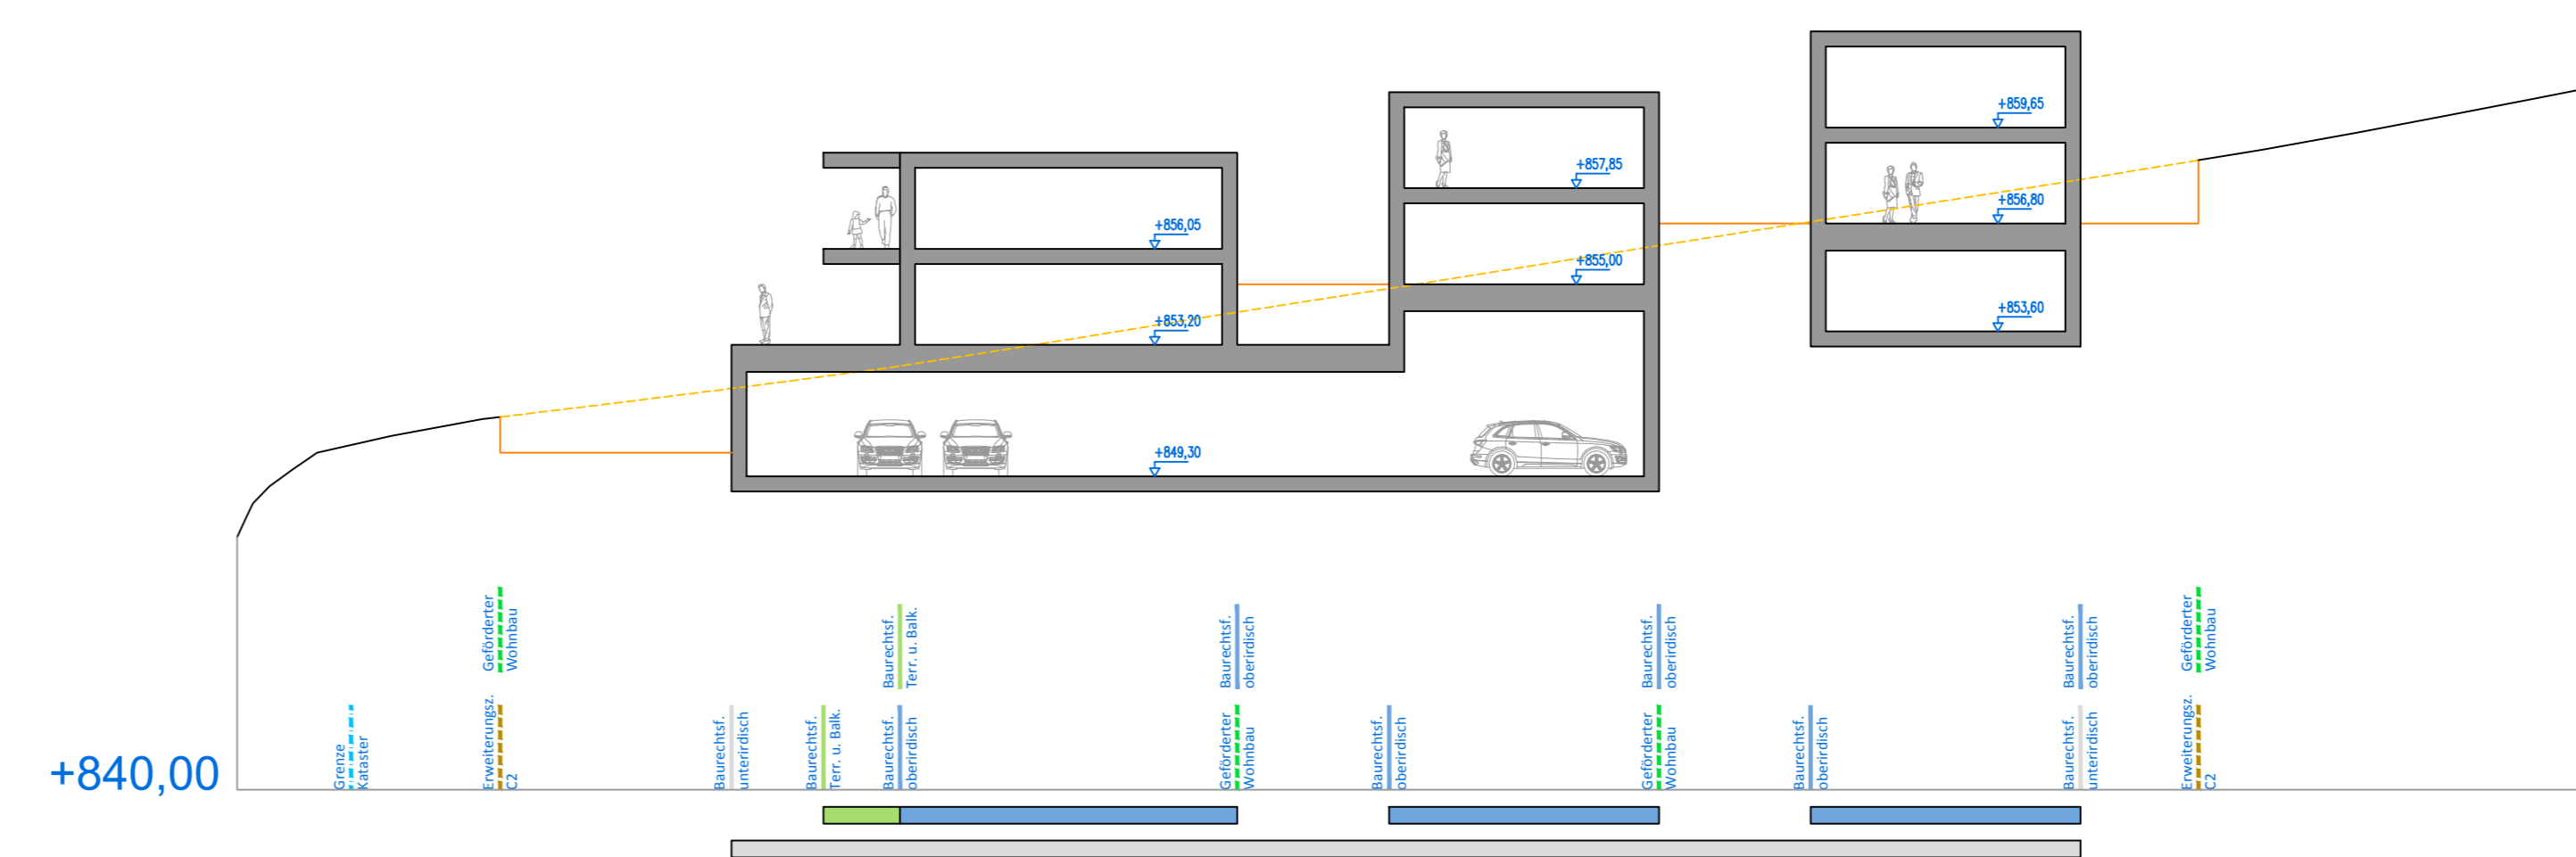 +859,65
+857,85
+856,80
+856,05
+855,00
+853,60
+853,20
+849,30
Geförderter
Wohnbau
Baurechtsf.
Terr. u. Balk.
Baurechtsf.
oberirdisch
Baurechtsf.
oberirdisch
Baurechtsf.
oberirdisch
Geförderter
Wohnbau
+840,00
Grenze
Kataster
Erweiterungsz.
C2
Baurechtsf.
unterirdisch
Baurechtsf.
Terr. u. Balk.
Baurechtsf.
oberirdisch
Geförderter
Wohnbau
Baurechtsf.
oberirdisch
Geförderter
Wohnbau
Baurechtsf.
oberirdisch
Baurechtsf.
unterirdisch
Erweiterungsz.
C2